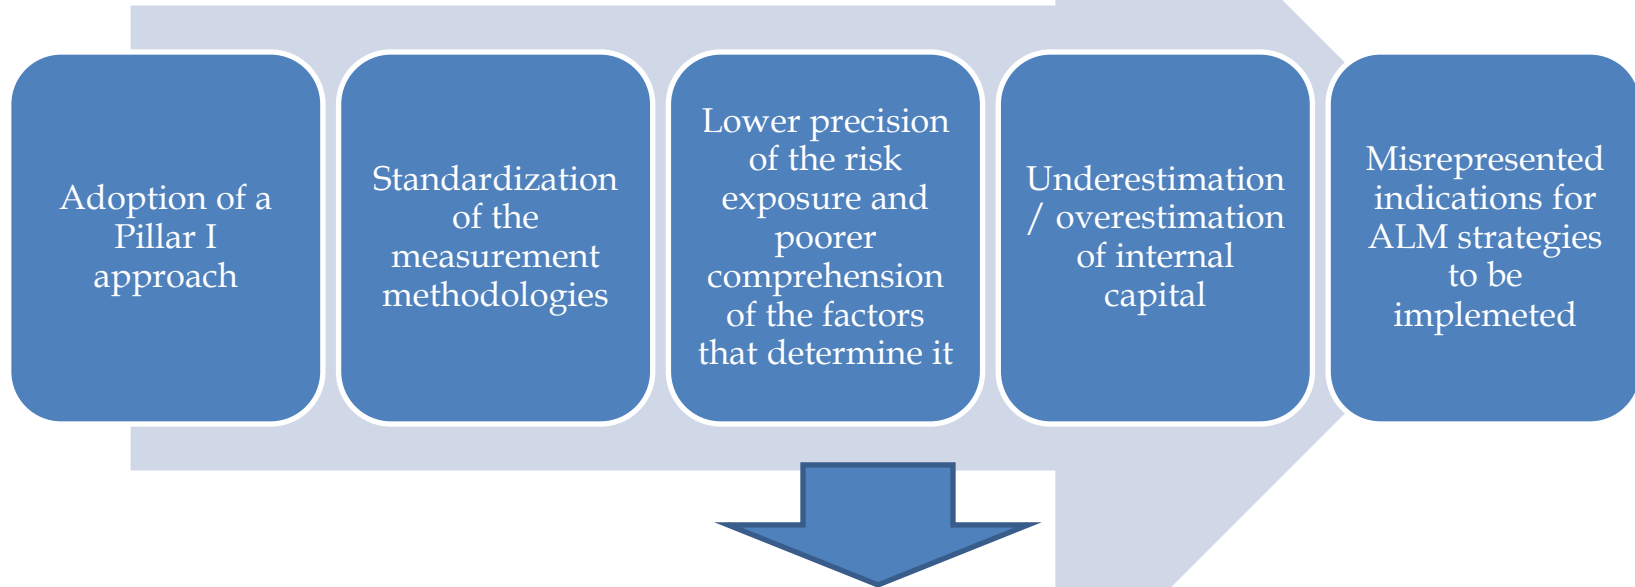 Adoption of a
Pillar I
approach
Standardization
of the
measurement
methodologies
Lower precision
of the risk
exposure and
poorer
comprehension
of the factors
that determine it
Underestimation
/ overestimation
of internal
capital
Misrepresented
indications for
ALM strategies
to be
implemeted